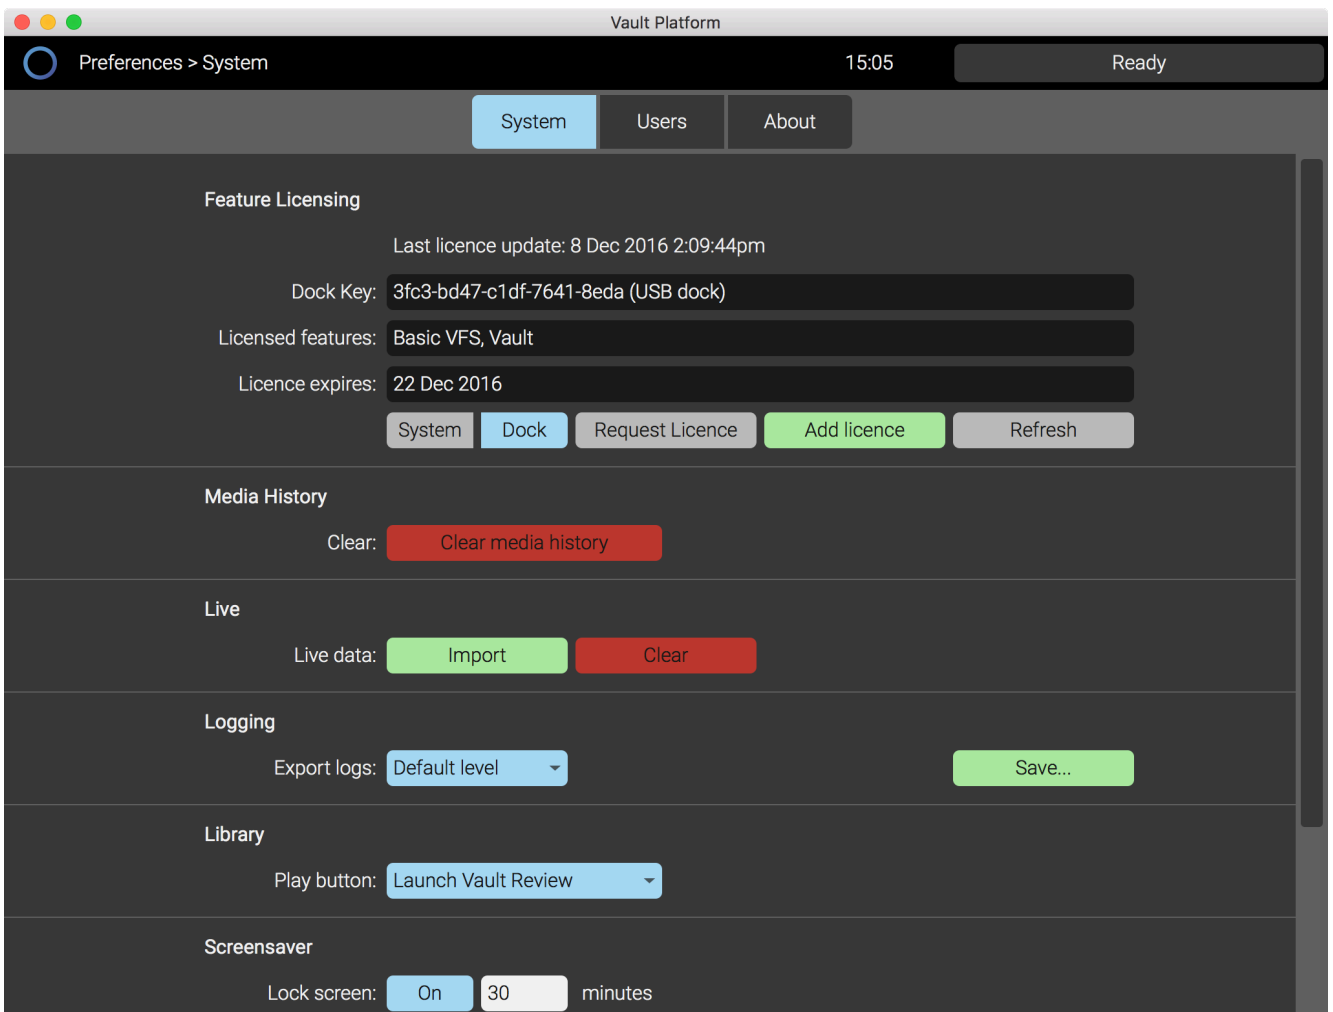 Vault Platform
Preferences > System 15:05 Ready
System Users About
Feature Licensing
Last licence update: 8 Dec 2016 2:09:44pm
Dock Key: 3fc3-bd47-c1df-7641-8eda (USB dock)
Licensed features: Basic VFS, Vault
Licence expires: 22 Dec 2016
System Dock Request Licence Add licence Refresh
Media History
Clear: Clear media history
Live
Live data: Import Clear
Logging
Export logs: Default level Save...
Library
Play button: Launch Vault Review
Screensaver
Lock screen: On 30 minutes